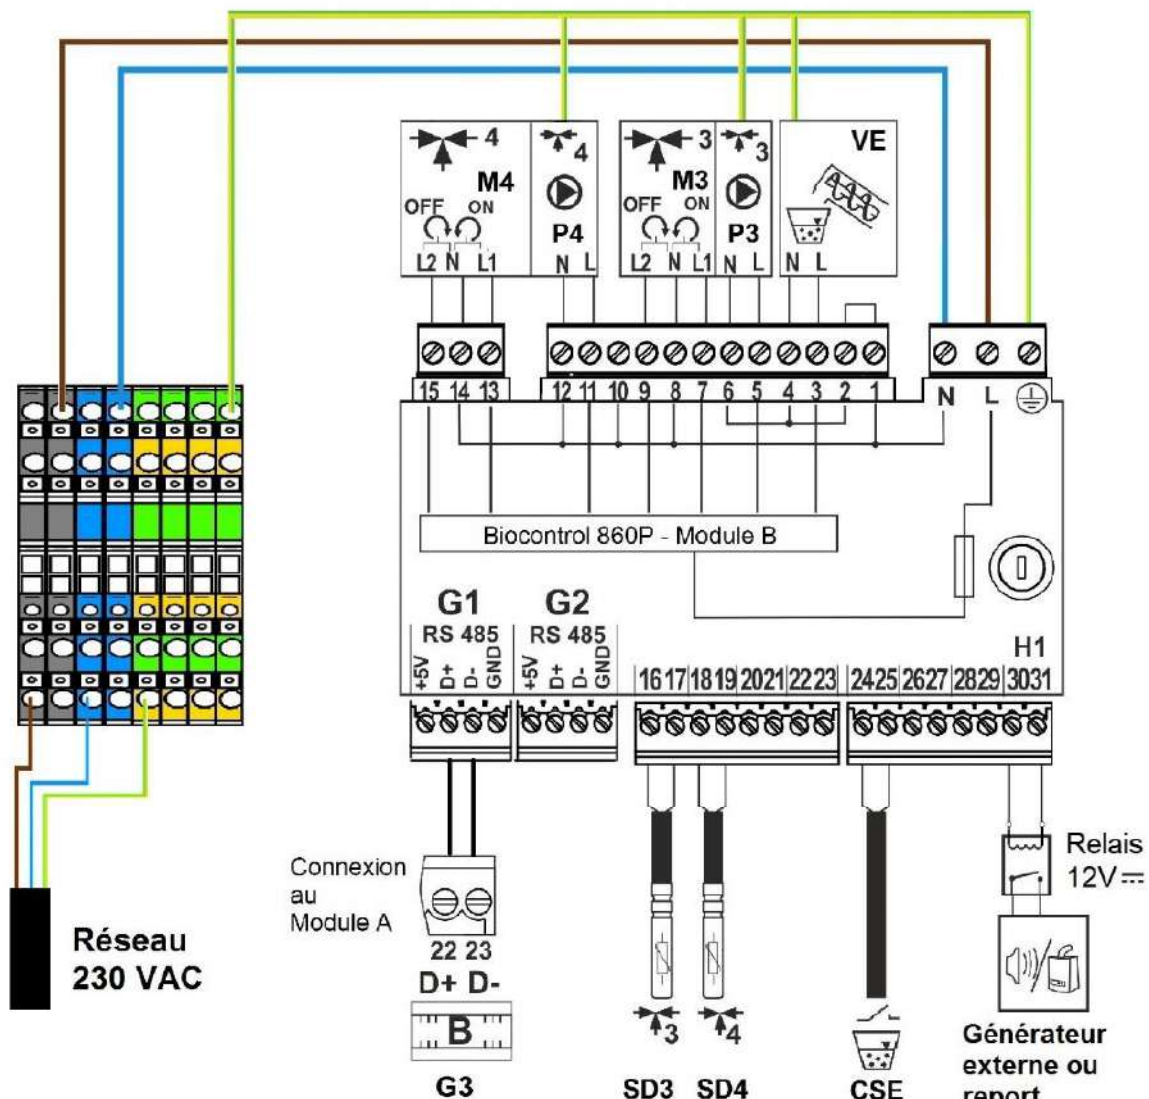 4 4 3 3 VE
M4 M3
OFF ON OFF ON
P4 P3
L2 N L1 N L L2 N L1 N L N L
15 14 13 12 11 10 9 8 7 6 5 4 3 2 1 N L
Biocontrol 860P - Module B
G1 G2
RS 485 RS 485
H1
+5V D+ D- GND +5V D+ D- GND
16 17 18 19 20 21 22 23 24 25 26 27 28 29 30 31
Connexion
au
Module A
22 23
D+ D-
B
G3
Réseau
230 VAC
3 4
SD3 SD4 CSE
Relais
12V
Générateur
externe ou
report